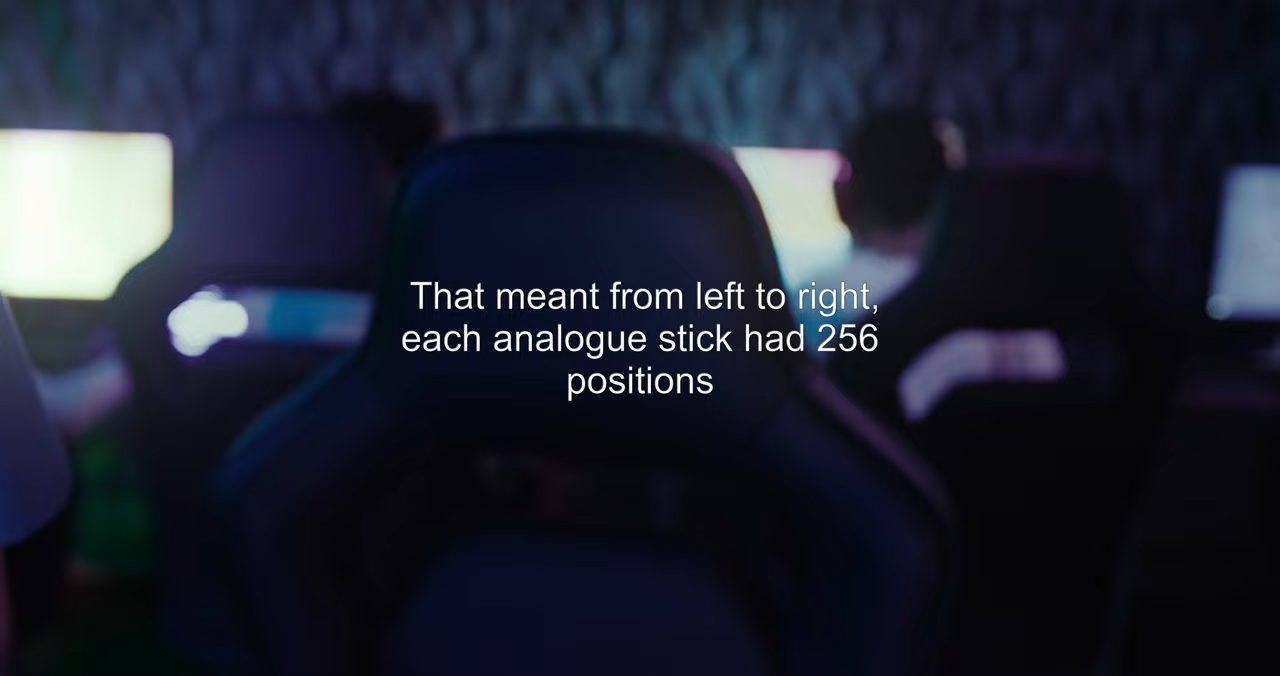 That meant from left to right,
each analogue stick had 256
positions